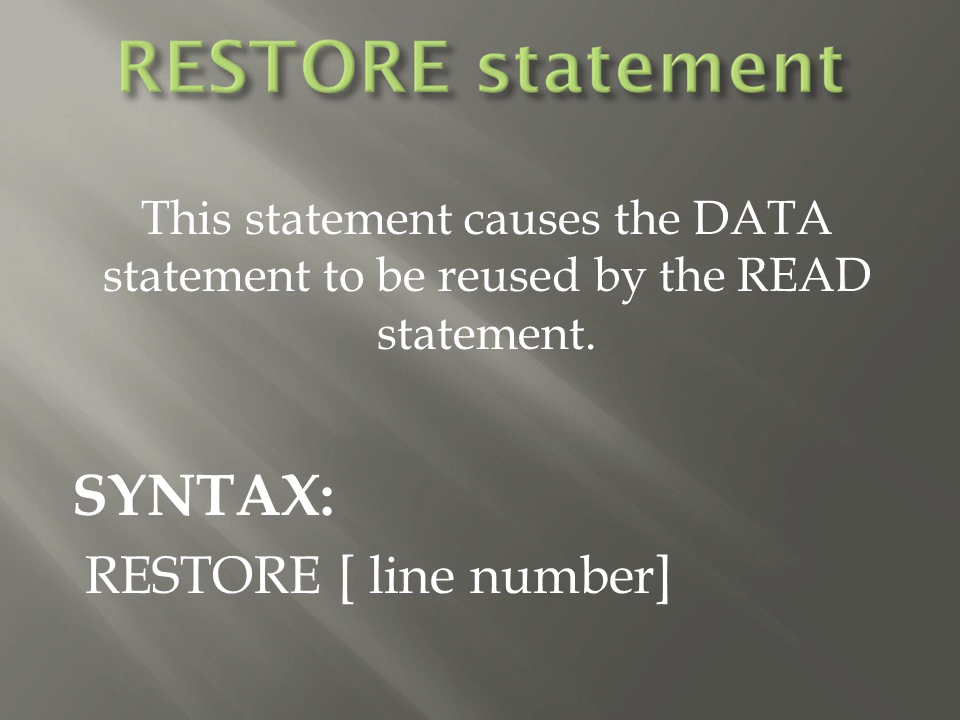 RESTORE statement
This statement causes the DATA
statement to be reused by the READ
statement.
SYNTAX:
RESTORE [ line number]